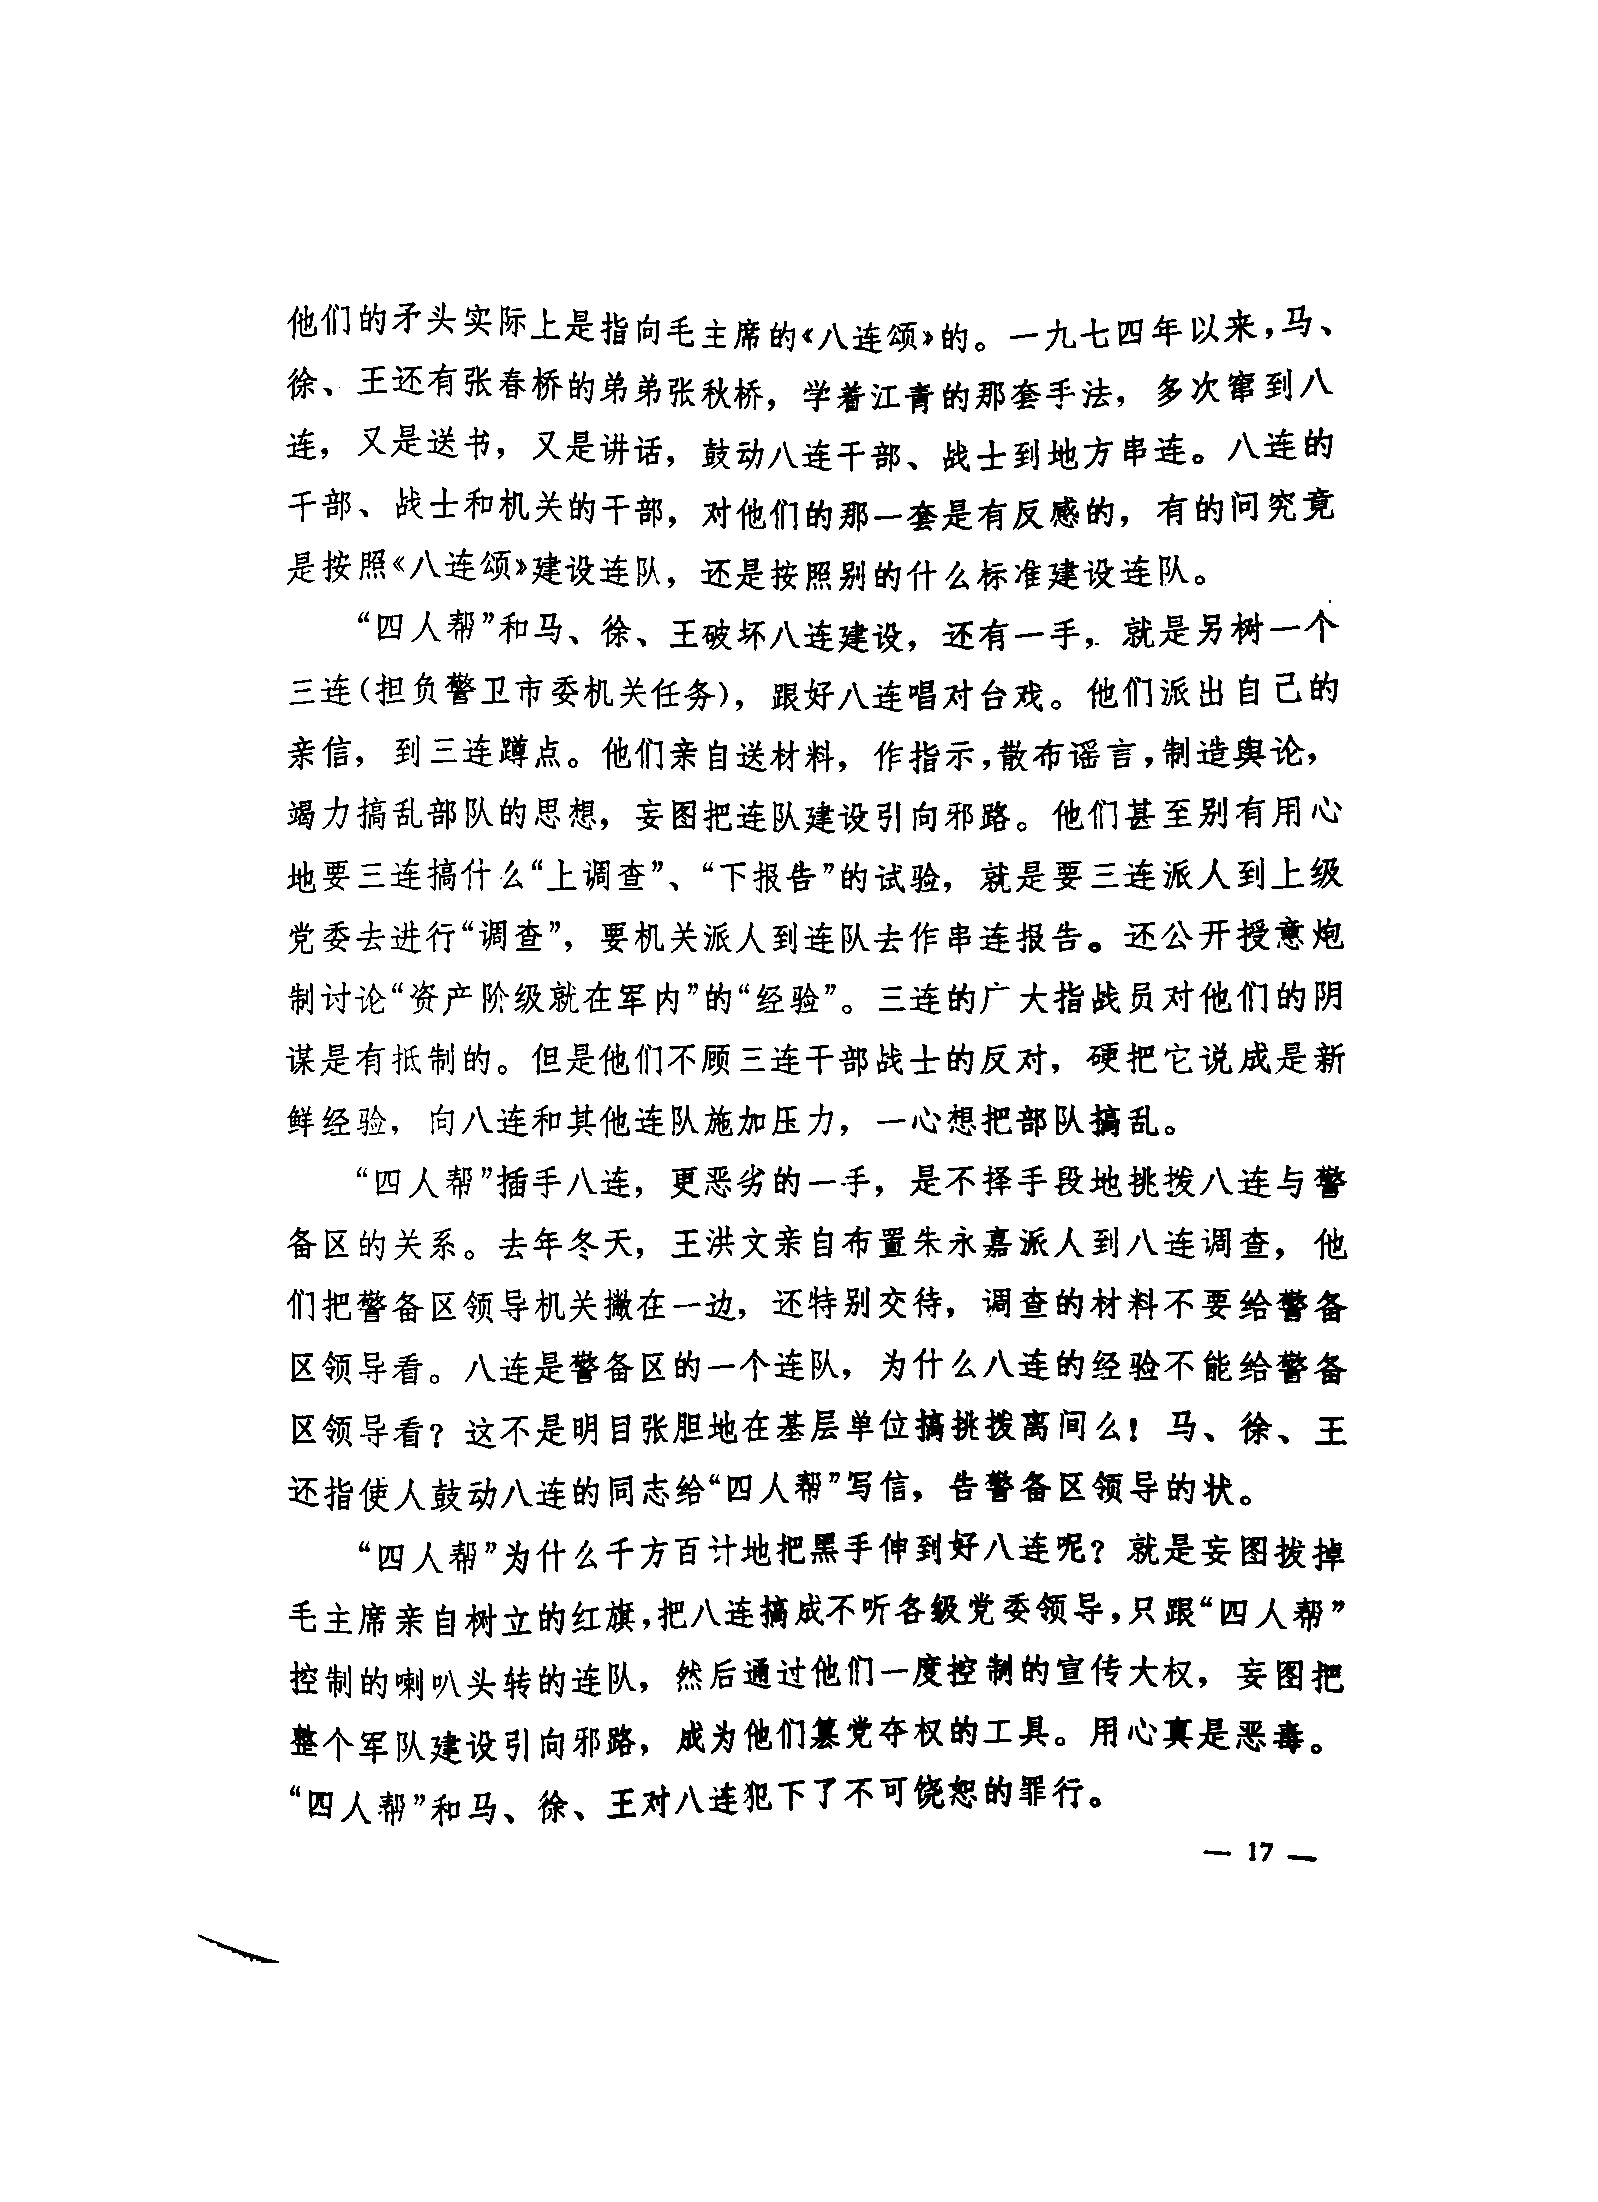 他们的矛头实际上是指向毛主席的《八连颂》的。一九七四年以来，马、
徐、王还有张春桥的弟弟张秋桥，学着江青的那套手法，多次窜到八
连，又是送书，又是讲话，鼓动八连干部、战士到地方串连。八连的
干部、战士和机关的干部，对他们的那一套是有反感的，有的问究竟
是按照《八连颂》建设连队，还是按照别的什么标准建设连队。
“四人帮”和马、徐、王破坏八连建设，还有一手，就是另树一个
三连(担负警卫市委机关任务)，跟好八连唱对台戏。他们派出自己的
亲信，到三连蹲点。他们亲自送材料，作指示，散布谣言，制造舆论，
竭力搞乱部队的思想，妄图把连队建设引向邪路。他们甚至别有用心
地要三连搞什么“上调查”、“下报告”的试验，就是要三连派人到上级
党委去进行“调查”，要机关派人到连队去作串连报告。还公开授意炮
制讨论“资产阶级就在军内”的“经验”。三连的广大指战员对他们的阴
谋是有抵制的。但是他们不顾三连干部战士的反对，硬把它说成是新
鲜经验，向八连和其他连队施加压力，一心想把部队搞乱。
“四人帮”插手八连，更恶劣的一手，是不择手段地挑拨八连与警
备区的关系。去年冬天，王洪文亲自布置朱永嘉派人到八连调查，他
们把警备区领导机关撇在一边，还特别交待，调查的材料不要给警备
区领导看。八连是警备区的一个连队，为什么八连的经验不能给警备
区领导看？这不是明目张胆地在基层单位搞挑拨离间么！马、徐、王
还指使人鼓动八连的同志给“四人帮”写信，告警备区领导的状。
“四人帮”为什么千方百计地把黑手伸到好八连呢？就是妄图拔掉
毛主席亲自树立的红旗，把八连搞成不听各级党委领导，只跟“四人帮”
控制的喇叭头转的连队，然后通过他们一度控制的宣传大权，妄图把
整个军队建设引向邪路，成为他们篡党夺权的工具。用心真是恶毒。
“四人帮”和马、徐、王对八连犯下了不可饶恕的罪行。
— 17 —